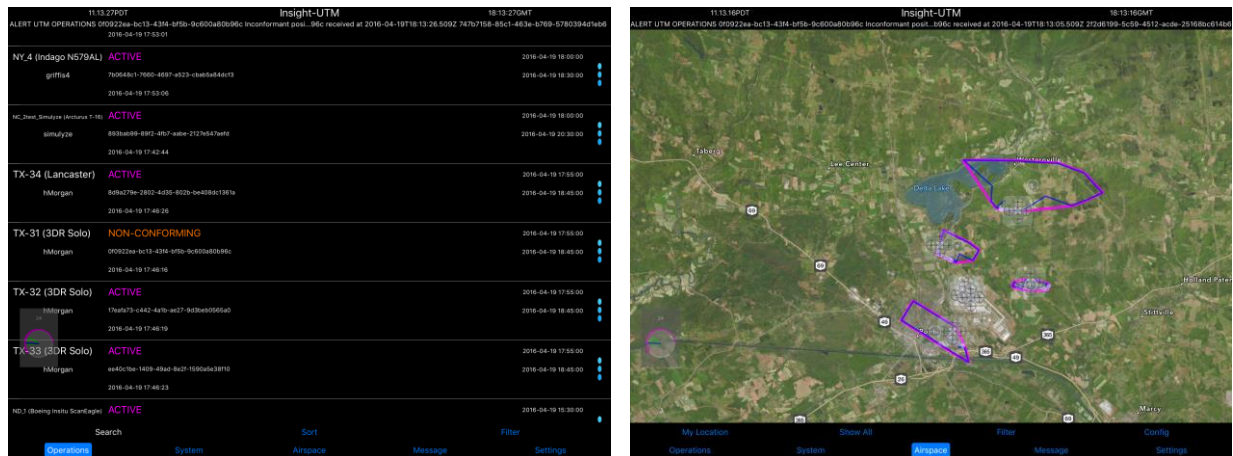 11.13.27PDT Insight-UTM 18:13:27GMT
ALERT UTM OPERATIONS 0f0922ea-bc13-43f4-bf5b-9c600a80b96c Inconformant posi...96c received at 2016-04-19T18:13:26.509Z 747b7158-85c1-463e-b769-5780394d1eb6
2016-04-19 17:53:01
NY_4 (Indago N579AL) ACTIVE 2016-04-19 18:00:00
griffis4 7b0648c1-7660-4697-a523-cbab5a84dcf3 2016-04-19 18:30:00
2016-04-19 17:53:06
NC_2test_Simulyze (Arcturus T-16) ACTIVE 2016-04-19 18:00:00
simulyze 893bab99-89f2-4fb7-aabe-2127e547aefd 2016-04-19 20:30:00
2016-04-19 17:42:44
TX-34 (Lancaster) ACTIVE 2016-04-19 17:55:00
hMorgan 8d9a279e-2802-4d35-802b-be408dc1361a 2016-04-19 18:45:00
2016-04-19 17:46:26
TX-31 (3DR Solo) NON-CONFORMING 2016-04-19 17:55:00
hMorgan 0f0922ea-bc13-43f4-bf5b-9c600a80b96c 2016-04-19 18:45:00
2016-04-19 17:46:16
TX-32 (3DR Solo) ACTIVE 2016-04-19 17:55:00
hMorgan 17eafa73-c442-4a1b-ac27-9d3beb0565a0 2016-04-19 18:45:00
2016-04-19 17:46:19
TX-33 (3DR Solo) ACTIVE 2016-04-19 17:55:00
hMorgan ee40c1be-1409-49ad-8e2f-1590a5e38f10 2016-04-19 18:45:00
2016-04-19 17:46:23
ND_1 (Boeing Insitu ScanEagle) ACTIVE 2016-04-19 15:30:00
Search Sort Filter
Operations System Airspace Message Settings
11.13.16PDT Insight-UTM 18:13:16GMT
ALERT UTM OPERATIONS 0f0922ea-bc13-43f4-bf5b-9c600a80b96c Inconformant posit...b96c received at 2016-04-19T18:13:05.509Z 2f2d6199-5c59-4512-acde-25166bc614b6
Taberg
Lee Center
Westernville
Delta Lake
69
69
Holland Pater
Stittville
46
Rome
365
365
49
26
69
Marcy
My Location Show All Filter Config
Operations System Airspace Message Settings